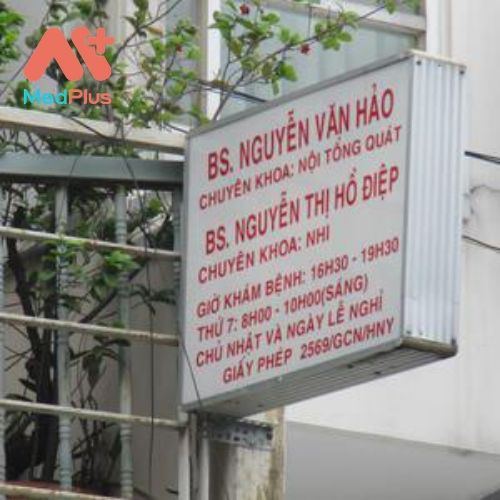 MedPlus
BS. NGUYỄN VĂN HẢO
CHUYÊN KHOA: NỘI TỔNG QUÁT
BS. NGUYỄN THỊ HỒ ĐIỆP
CHUYÊN KHOA: NHI
GIỜ KHÁM BỆNH: 16H30 - 19H30
THỨ 7: 8H00 - 10H00(SÁNG)
CHỦ NHẬT VÀ NGÀY LỄ NGHỈ
GIẤY PHÉP 2569/GCN/HNY